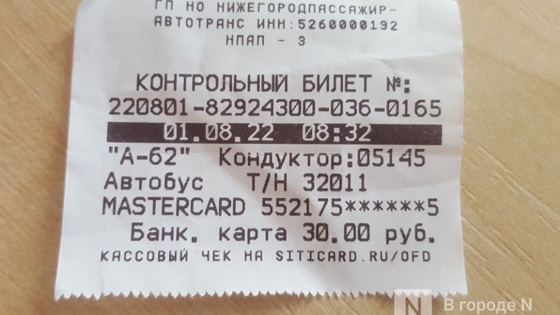 ГП НО НИЖЕГОРОДПАССАЖИР-
АВТОТРАНС ИНН:5260000192
НПАП - 3
КОНТРОЛЬНЫЙ БИЛЕТ №:
220801-82924300-036-0165
01.08.22 08:32
"А-62" Кондуктор:05145
Автобус Т/Н 32011
MASTERCARD 552175******5
Банк. карта 30.00 руб.
КАССОВЫЙ ЧЕК НА SITICARD.RU/OFD
N В городе N